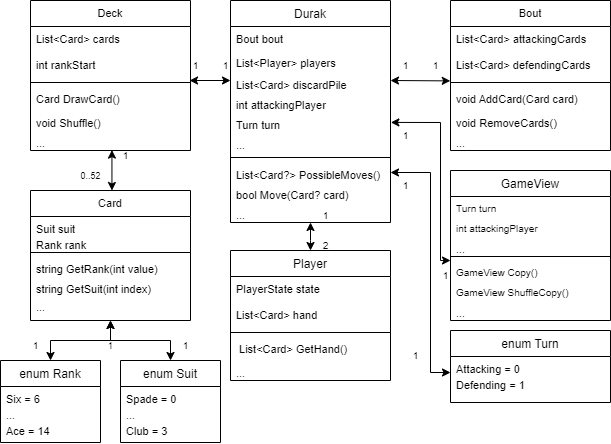 Deck
List<Card> cards
int rankStart
Card DrawCard()
void Shuffle()
...
1
1
Durak
Bout bout
List<Player> players
List<Card> discardPile
int attackingPlayer
Turn turn
...
List<Card?> PossibleMoves()
bool Move(Card? card)
...
1
1
Bout
List<Card> attackingCards
List<Card> defendingCards
void AddCard(Card card)
void RemoveCards()
...
1
1
1
0..52
Card
Suit suit
Rank rank
string GetRank(int value)
string GetSuit(int index)
...
1
2
Player
PlayerState state
List<Card> hand
List<Card> GetHand()
...
GameView
Turn turn
int attackingPlayer
...
GameView Copy()
GameView ShuffleCopy()
...
1
1
1
1
1
enum Rank
Six = 6
...
Ace = 14
enum Suit
Spade = 0
...
Club = 3
1
enum Turn
Attacking = 0
Defending = 1